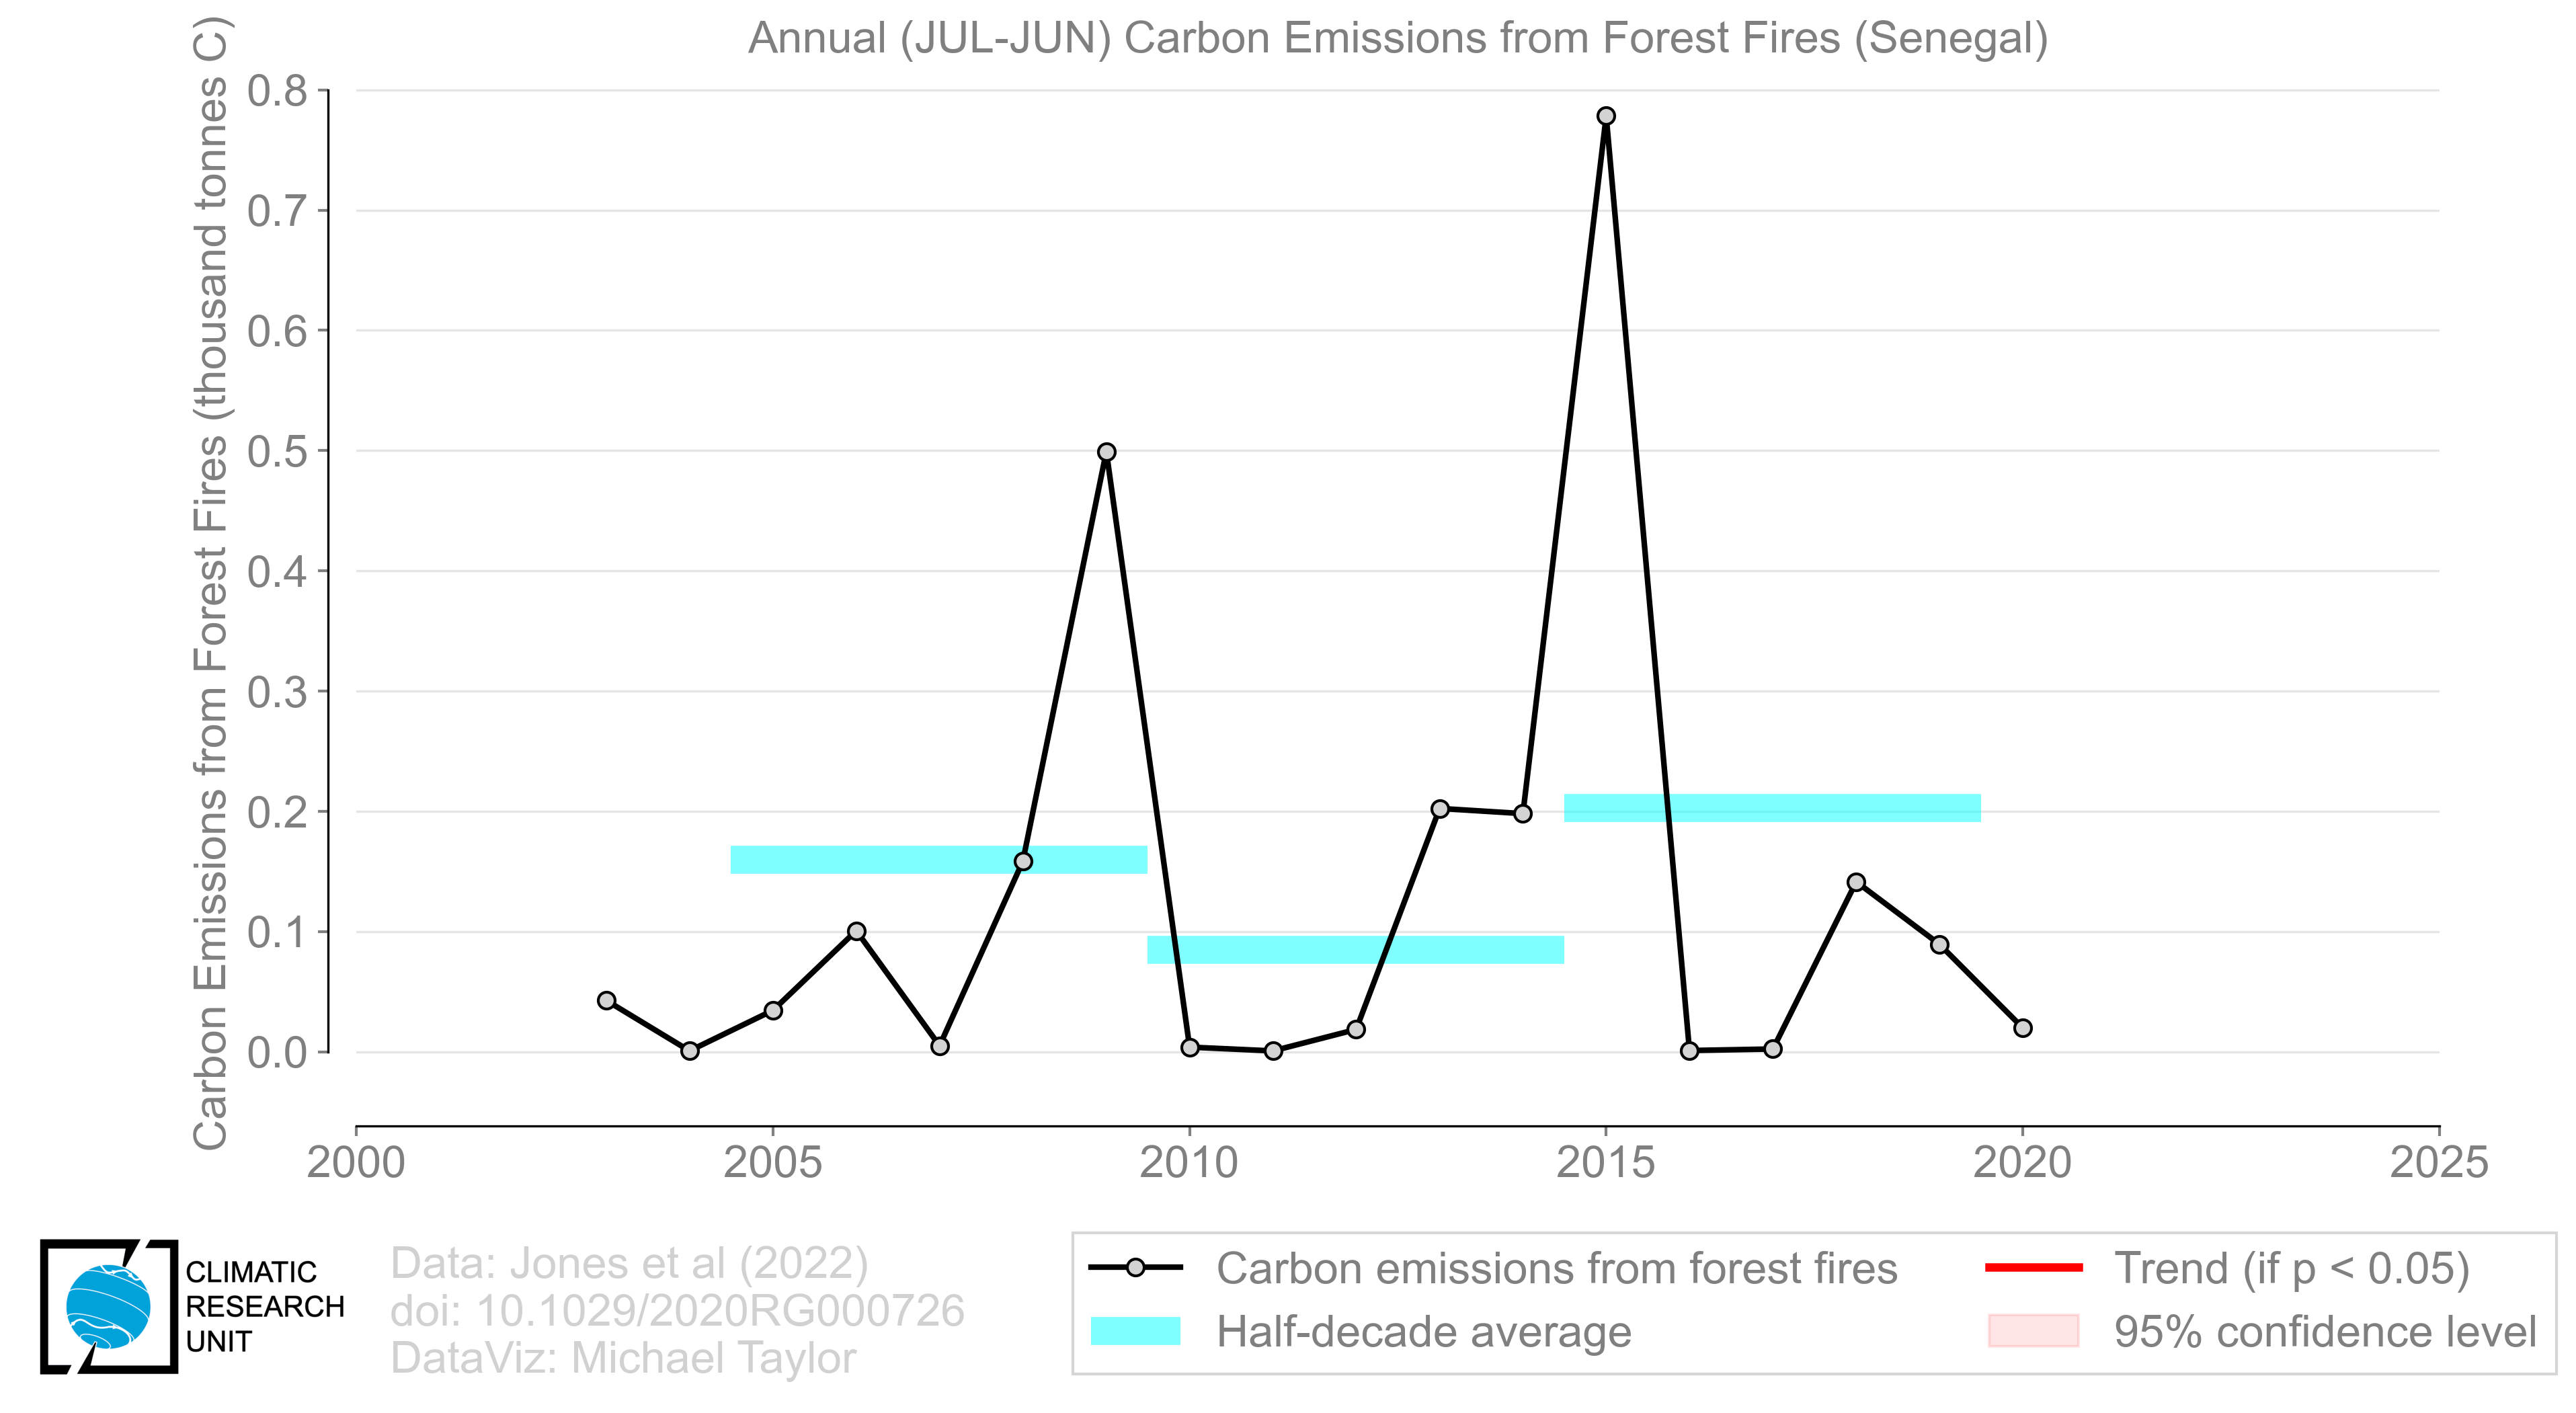 Annual (JUL-JUN) Carbon Emissions from Forest Fires (Senegal)
Carbon Emissions from Forest Fires (thousand tonnes C)
0.8
0.7
0.6
0.5
0.4
0.3
0.2
0.1
0.0
2000
2005
2010
2015
2020
2025
CLIMATIC
RESEARCH
UNIT
Data: Jones et al (2022)
doi: 10.1029/2020RG000726
DataViz: Michael Taylor
Carbon emissions from forest fires
Half-decade average
Trend (if p < 0.05)
95% confidence level